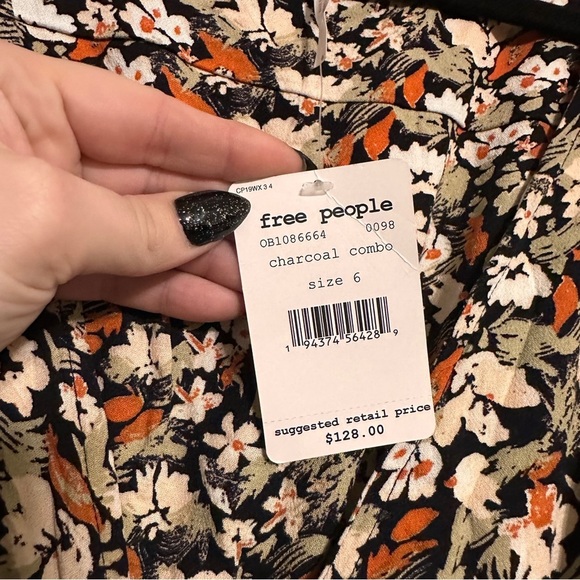 CP19WX 3 4
free people
OB1086664 0098
charcoal combo
size 6
1 94374 56428 9
suggested retail price
$128.00